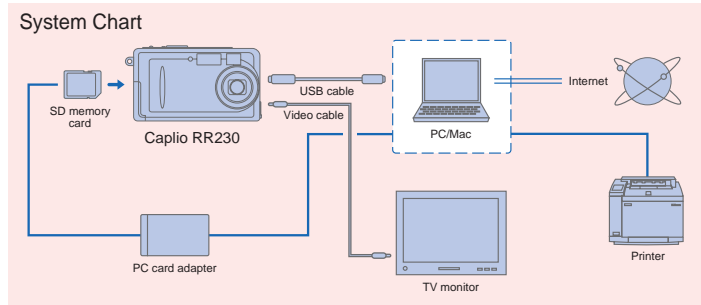 System Chart
SD memory
card
Caplio RR230
USB cable
Video cable
PC/Mac
Internet
PC card adapter
TV monitor
Printer